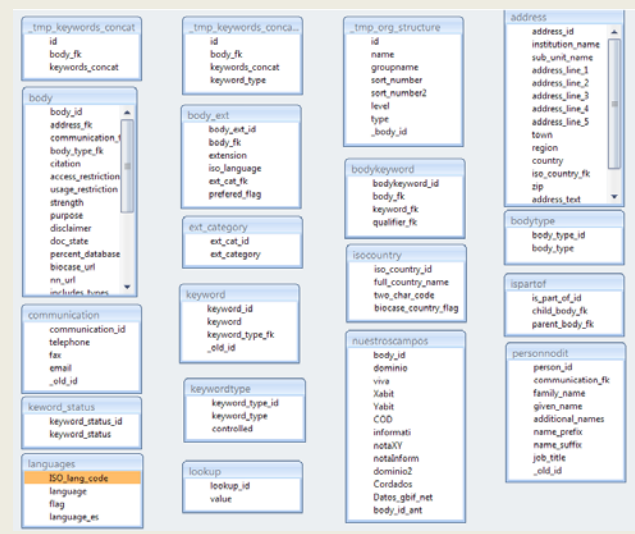 _tmp_keywords_concat
id
body_fk
keywords_concat
body
body_id
address_fk
communication_f
body_type_fk
citation
access_restriction
usage_restriction
strength
purpose
disclaimer
doc_state
percent_database
biocase_url
nn_url
includes_types
communication
communication_id
telephone
fax
email
_old_id
keword_status
keyword_status_id
keyword_status
languages
ISO_lang_code
language
flag
language_es
_tmp_keywords_conca...
id
body_fk
keywords_concat
keyword_type
body_ext
body_ext_id
body_fk
extension
iso_language
ext_cat_fk
prefered_flag
ext_category
ext_cat_id
ext_category
keyword
keyword_id
keyword
keyword_type_fk
_old_id
keywordtype
keyword_type_id
keyword_type
controlled
lookup
lookup_id
value
_tmp_org_structure
id
name
groupname
sort_number
sort_number2
level
type
_body_id
bodykeyword
bodykeyword_id
body_fk
keyword_fk
qualifier_fk
isocountry
iso_country_id
full_country_name
two_char_code
biocase_country_flag
nuestroscampos
body_id
dominio
viva
Xabit
Yabit
COD
informati
notaXY
notaInform
dominio2
Cordados
Datos_gbif_net
body_id_ant
address
address_id
institution_name
sub_unit_name
address_line_1
address_line_2
address_line_3
address_line_4
address_line_5
town
region
country
iso_country_fk
zip
address_text
bodytype
body_type_id
body_type
ispartof
is_part_of_id
child_body_fk
parent_body_fk
personnodit
person_id
communication_fk
family_name
given_name
additional_names
name_prefix
name_suffix
job_title
_old_id